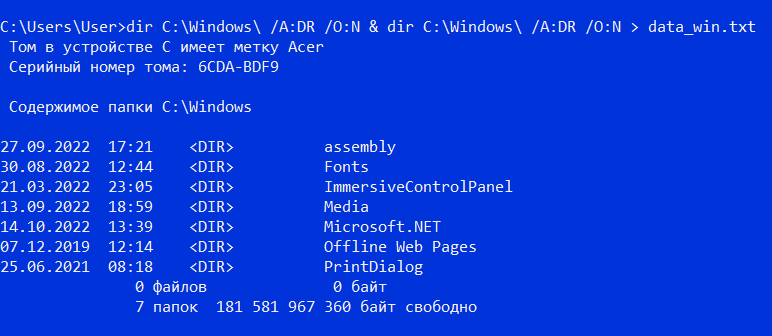 C:\Users\User>dir C:\Windows\ /A:DR /O:N & dir C:\Windows\ /A:DR /O:N > data_win.txt
Том в устройстве C имеет метку Acer
Серийный номер тома: 6CDA-BDF9
Содержимое папки C:\Windows
27.09.2022  17:21    <DIR>          assembly
30.08.2022  12:44    <DIR>          Fonts
21.03.2022  23:05    <DIR>          ImmersiveControlPanel
13.09.2022  18:59    <DIR>          Media
14.10.2022  13:39    <DIR>          Microsoft.NET
07.12.2019  12:14    <DIR>          Offline Web Pages
25.06.2021  08:18    <DIR>          PrintDialog
0 файлов              0 байт
7 папок  181 581 967 360 байт свободно